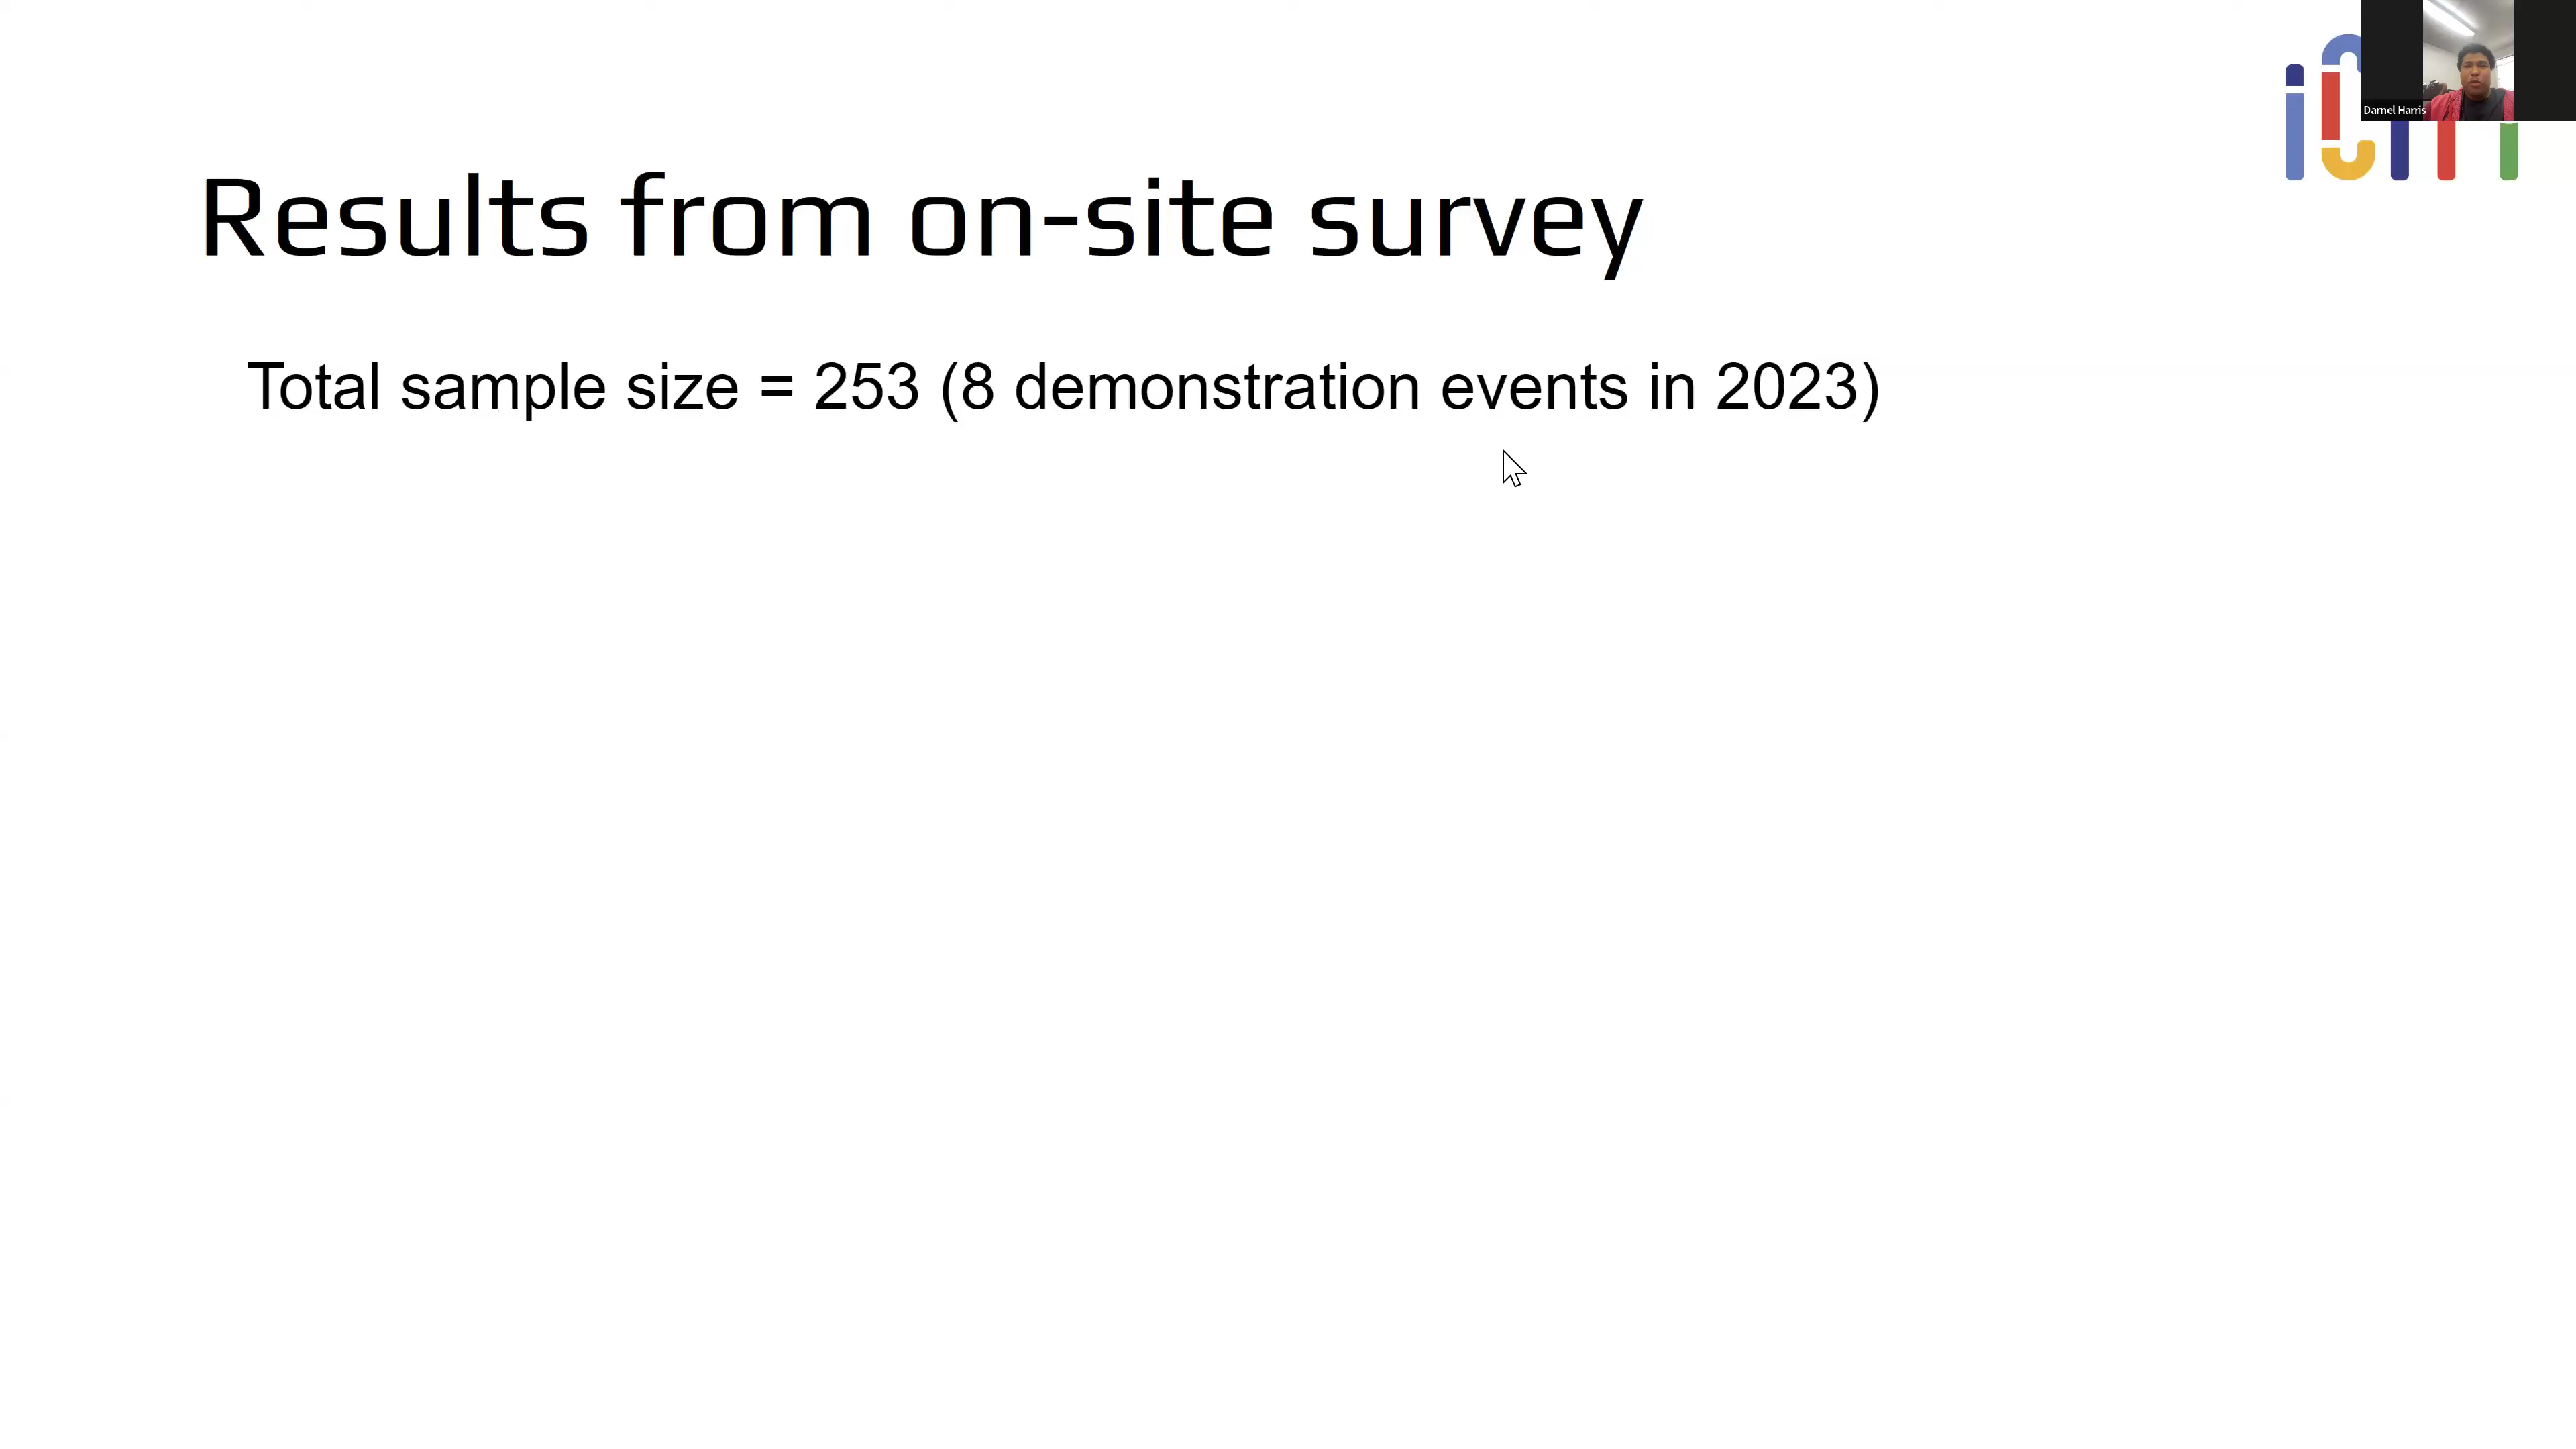 Darnel Harris
Results from on-site survey
Total sample size = 253 (8 demonstration events in 2023)